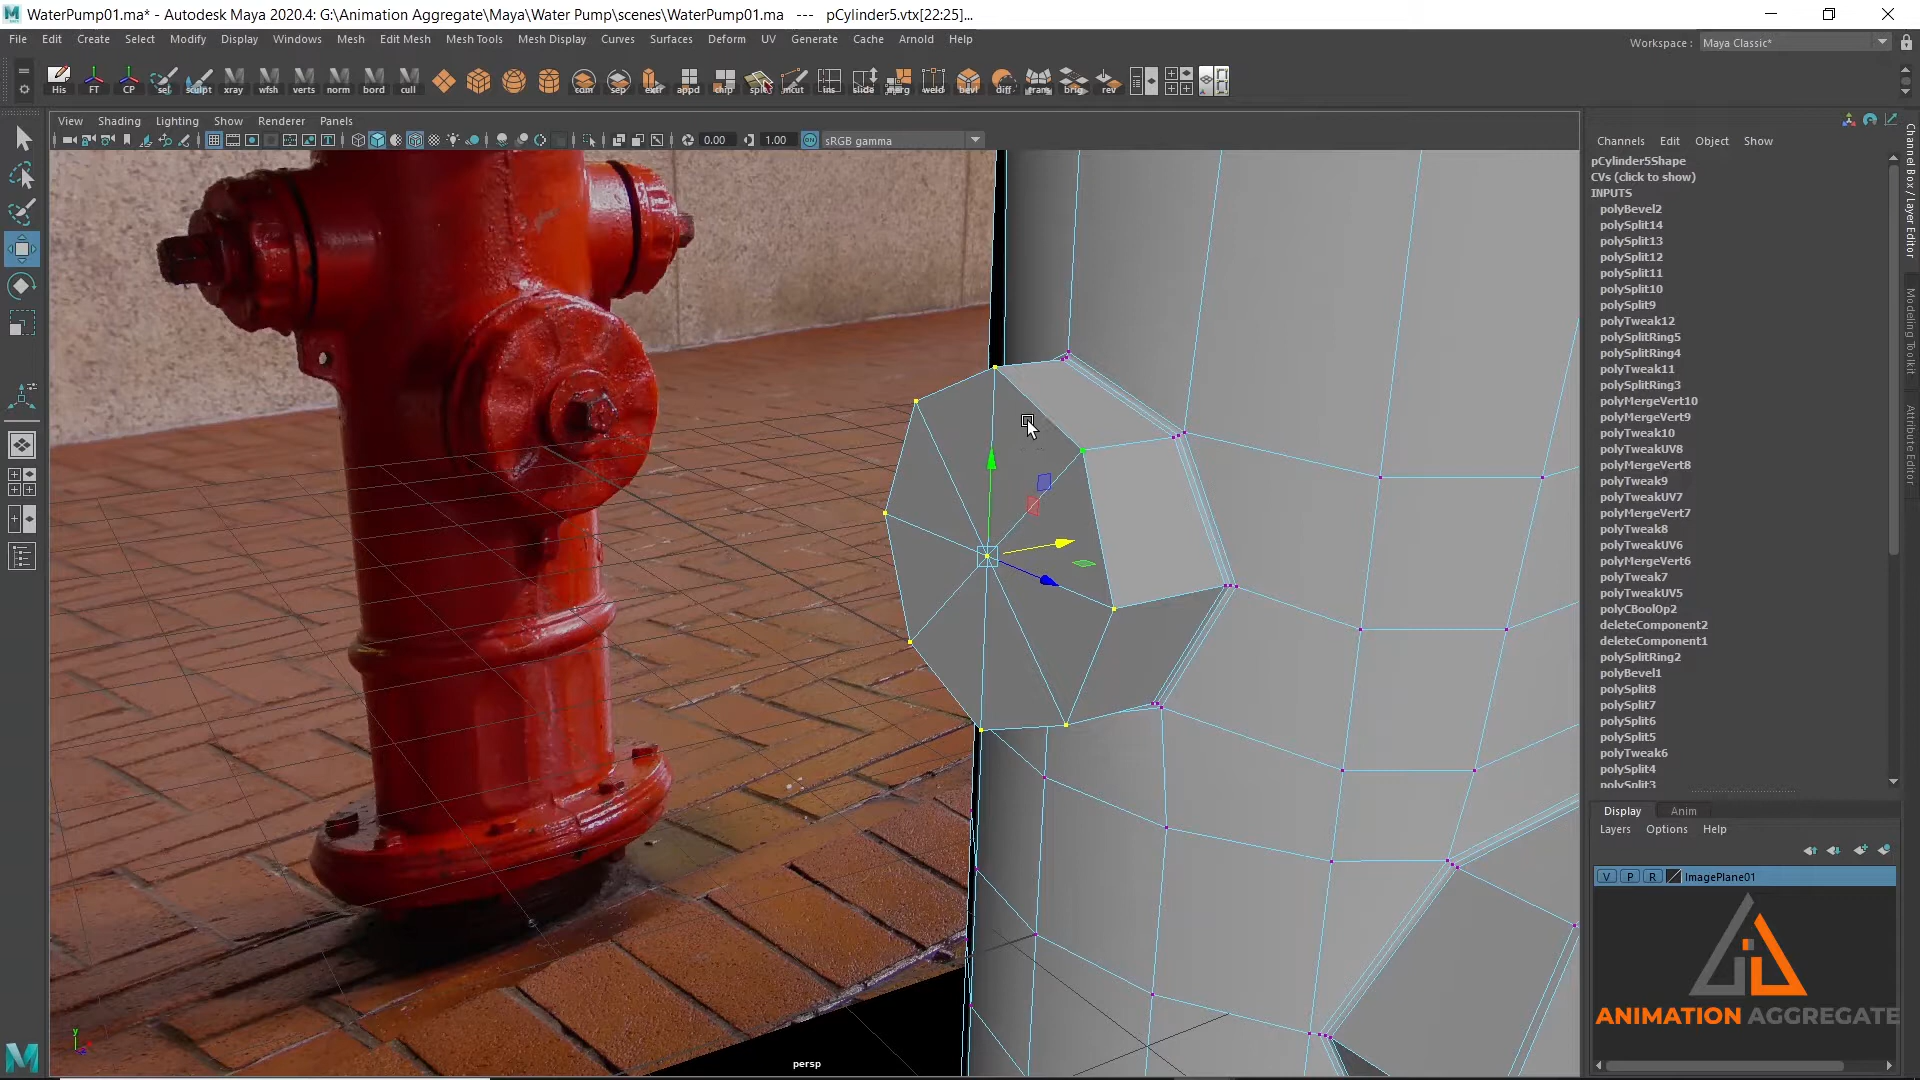 WaterPump01.ma* - Autodesk Maya 2020.4: G:\Animation Aggregate\Maya\Water Pump\scenes\WaterPump01.ma --- pCylinder5.vtx[22:25]...
File Edit Create Select Modify Display Windows Mesh Edit Mesh Mesh Tools Mesh Display Curves Surfaces Deform UV Generate Cache Arnold Help
Workspace : Maya Classic*
His FT CP sel sculpt xray wfsh verts norm bord cull com sep extr appd chip split mcut ins slide merg weld bevl diff trans brig rev
View Shading Lighting Show Renderer Panels
0.00 1.00 sRGB gamma
Channels Edit Object Show
pCylinder5Shape
CVs (click to show)
INPUTS
polyBevel2
polySplit14
polySplit13
polySplit12
polySplit11
polySplit10
polySplit9
polyTweak12
polySplitRing5
polySplitRing4
polyTweak11
polySplitRing3
polyMergeVert10
polyMergeVert9
polyTweak10
polyTweakUV8
polyMergeVert8
polyTweak9
polyTweakUV7
polyMergeVert7
polyTweak8
polyTweakUV6
polyMergeVert6
polyTweak7
polyTweakUV5
polyCBoolOp2
deleteComponent2
deleteComponent1
polySplitRing2
polyBevel1
polySplit8
polySplit7
polySplit6
polySplit5
polyTweak6
polySplit4
polySplit3
Channel Box / Layer Editor
Modeling Toolkit
Attribute Editor
Display Anim
Layers Options Help
V P R ImagePlane01
ANIMATION AGGREGATE
persp
y